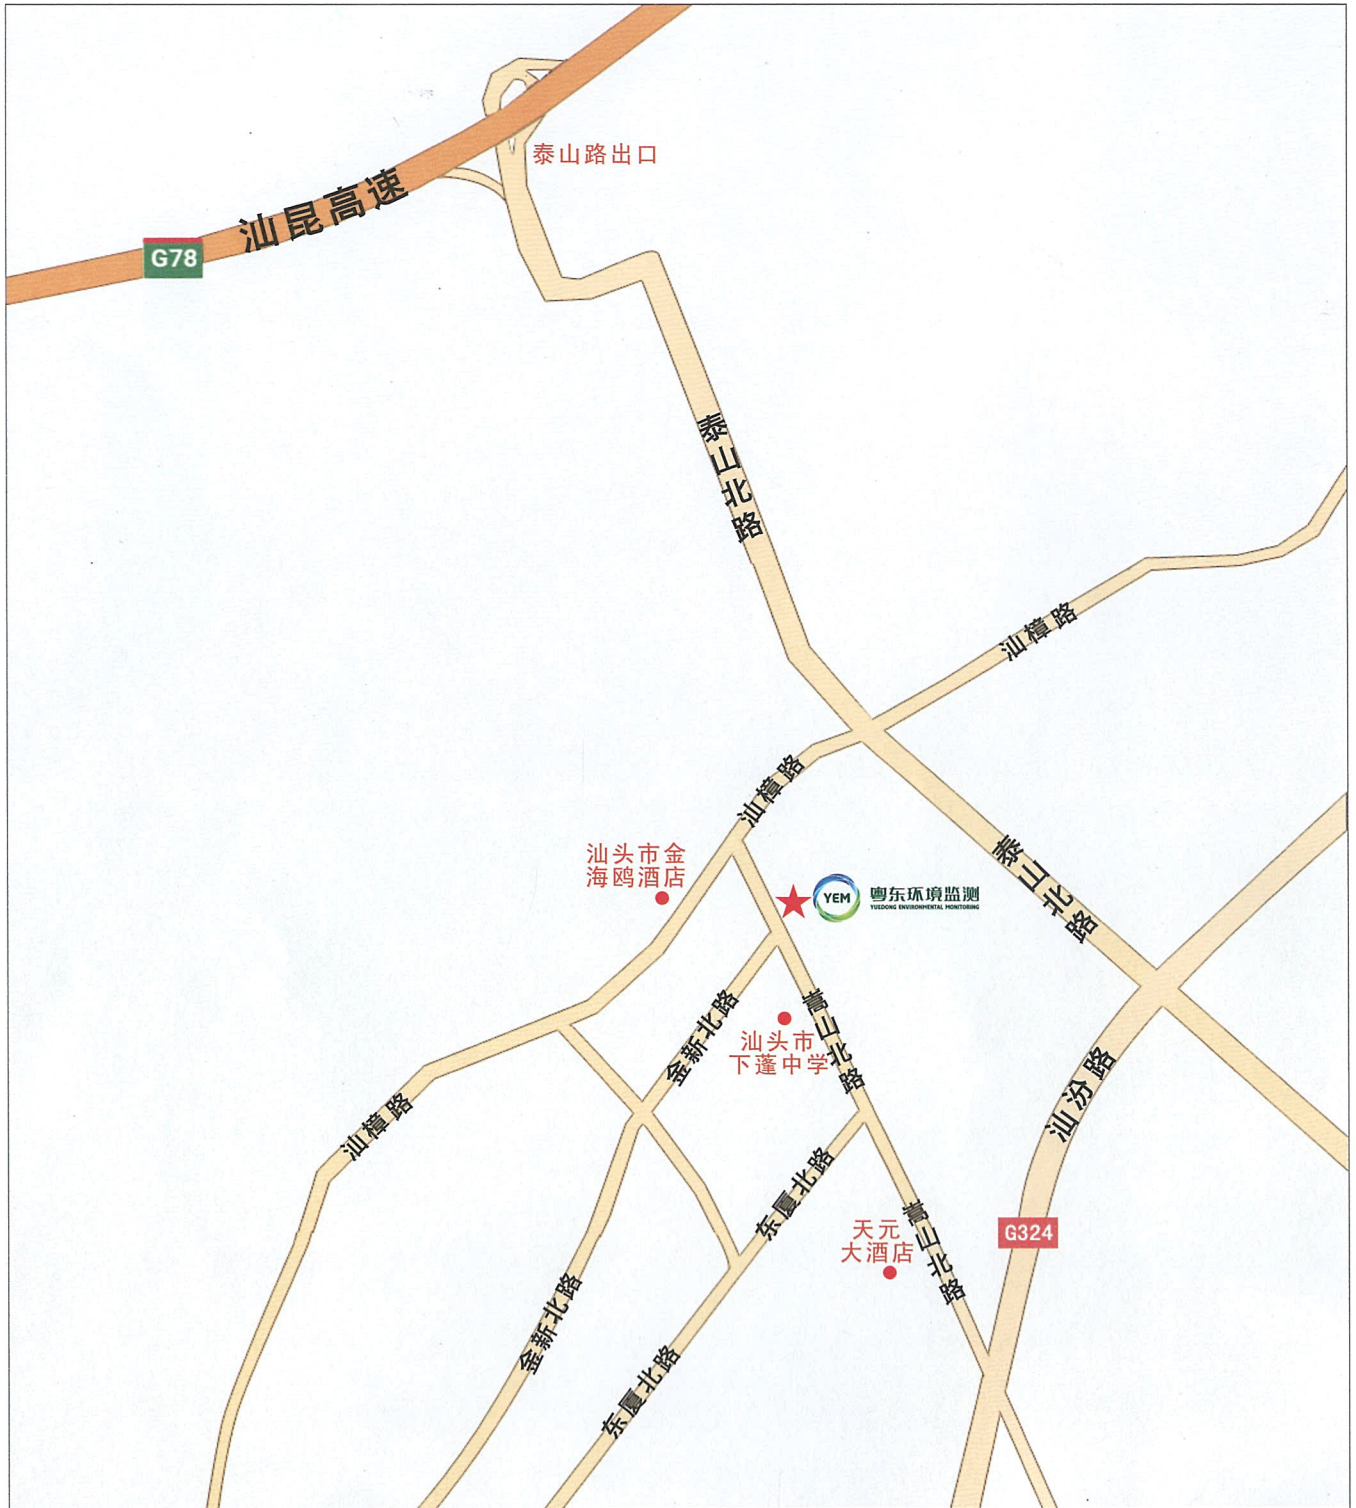 泰山路出口
汕昆高速
G78
泰山北路
汕樟路
汕樟路
汕头市金
海鸥酒店
YEM
粤东环境监测
YUEDONG ENVIRONMENTAL MONITORING
泰山北路
金新北路
嵩山北路
汕头市
下蓬中学
汕汾路
汕樟路
东厦北路
嵩山北路
天元
大酒店
G324
金新北路
东厦北路